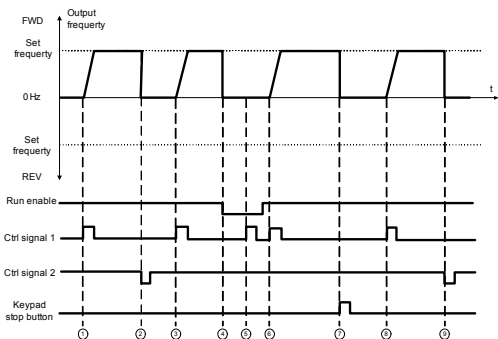 FWD
Output
frequerty
Set
frequerty
t
0 Hz
Set
frequerty
REV
Run enable
Ctrl signal 1
Ctrl signal 2
Keypad
stop button
1 2 3 4 5 6 7 8 9